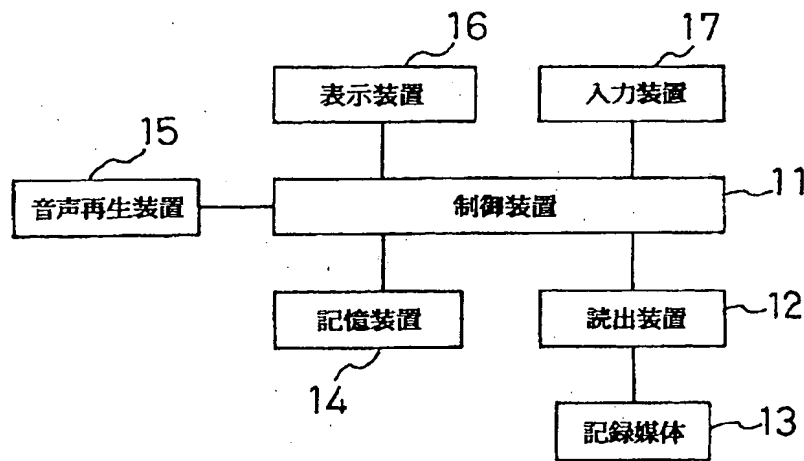 16
17
表示装置
入力装置
15
11
音声再生装置
制御装置
記憶装置
読出装置
12
14
記録媒体
13